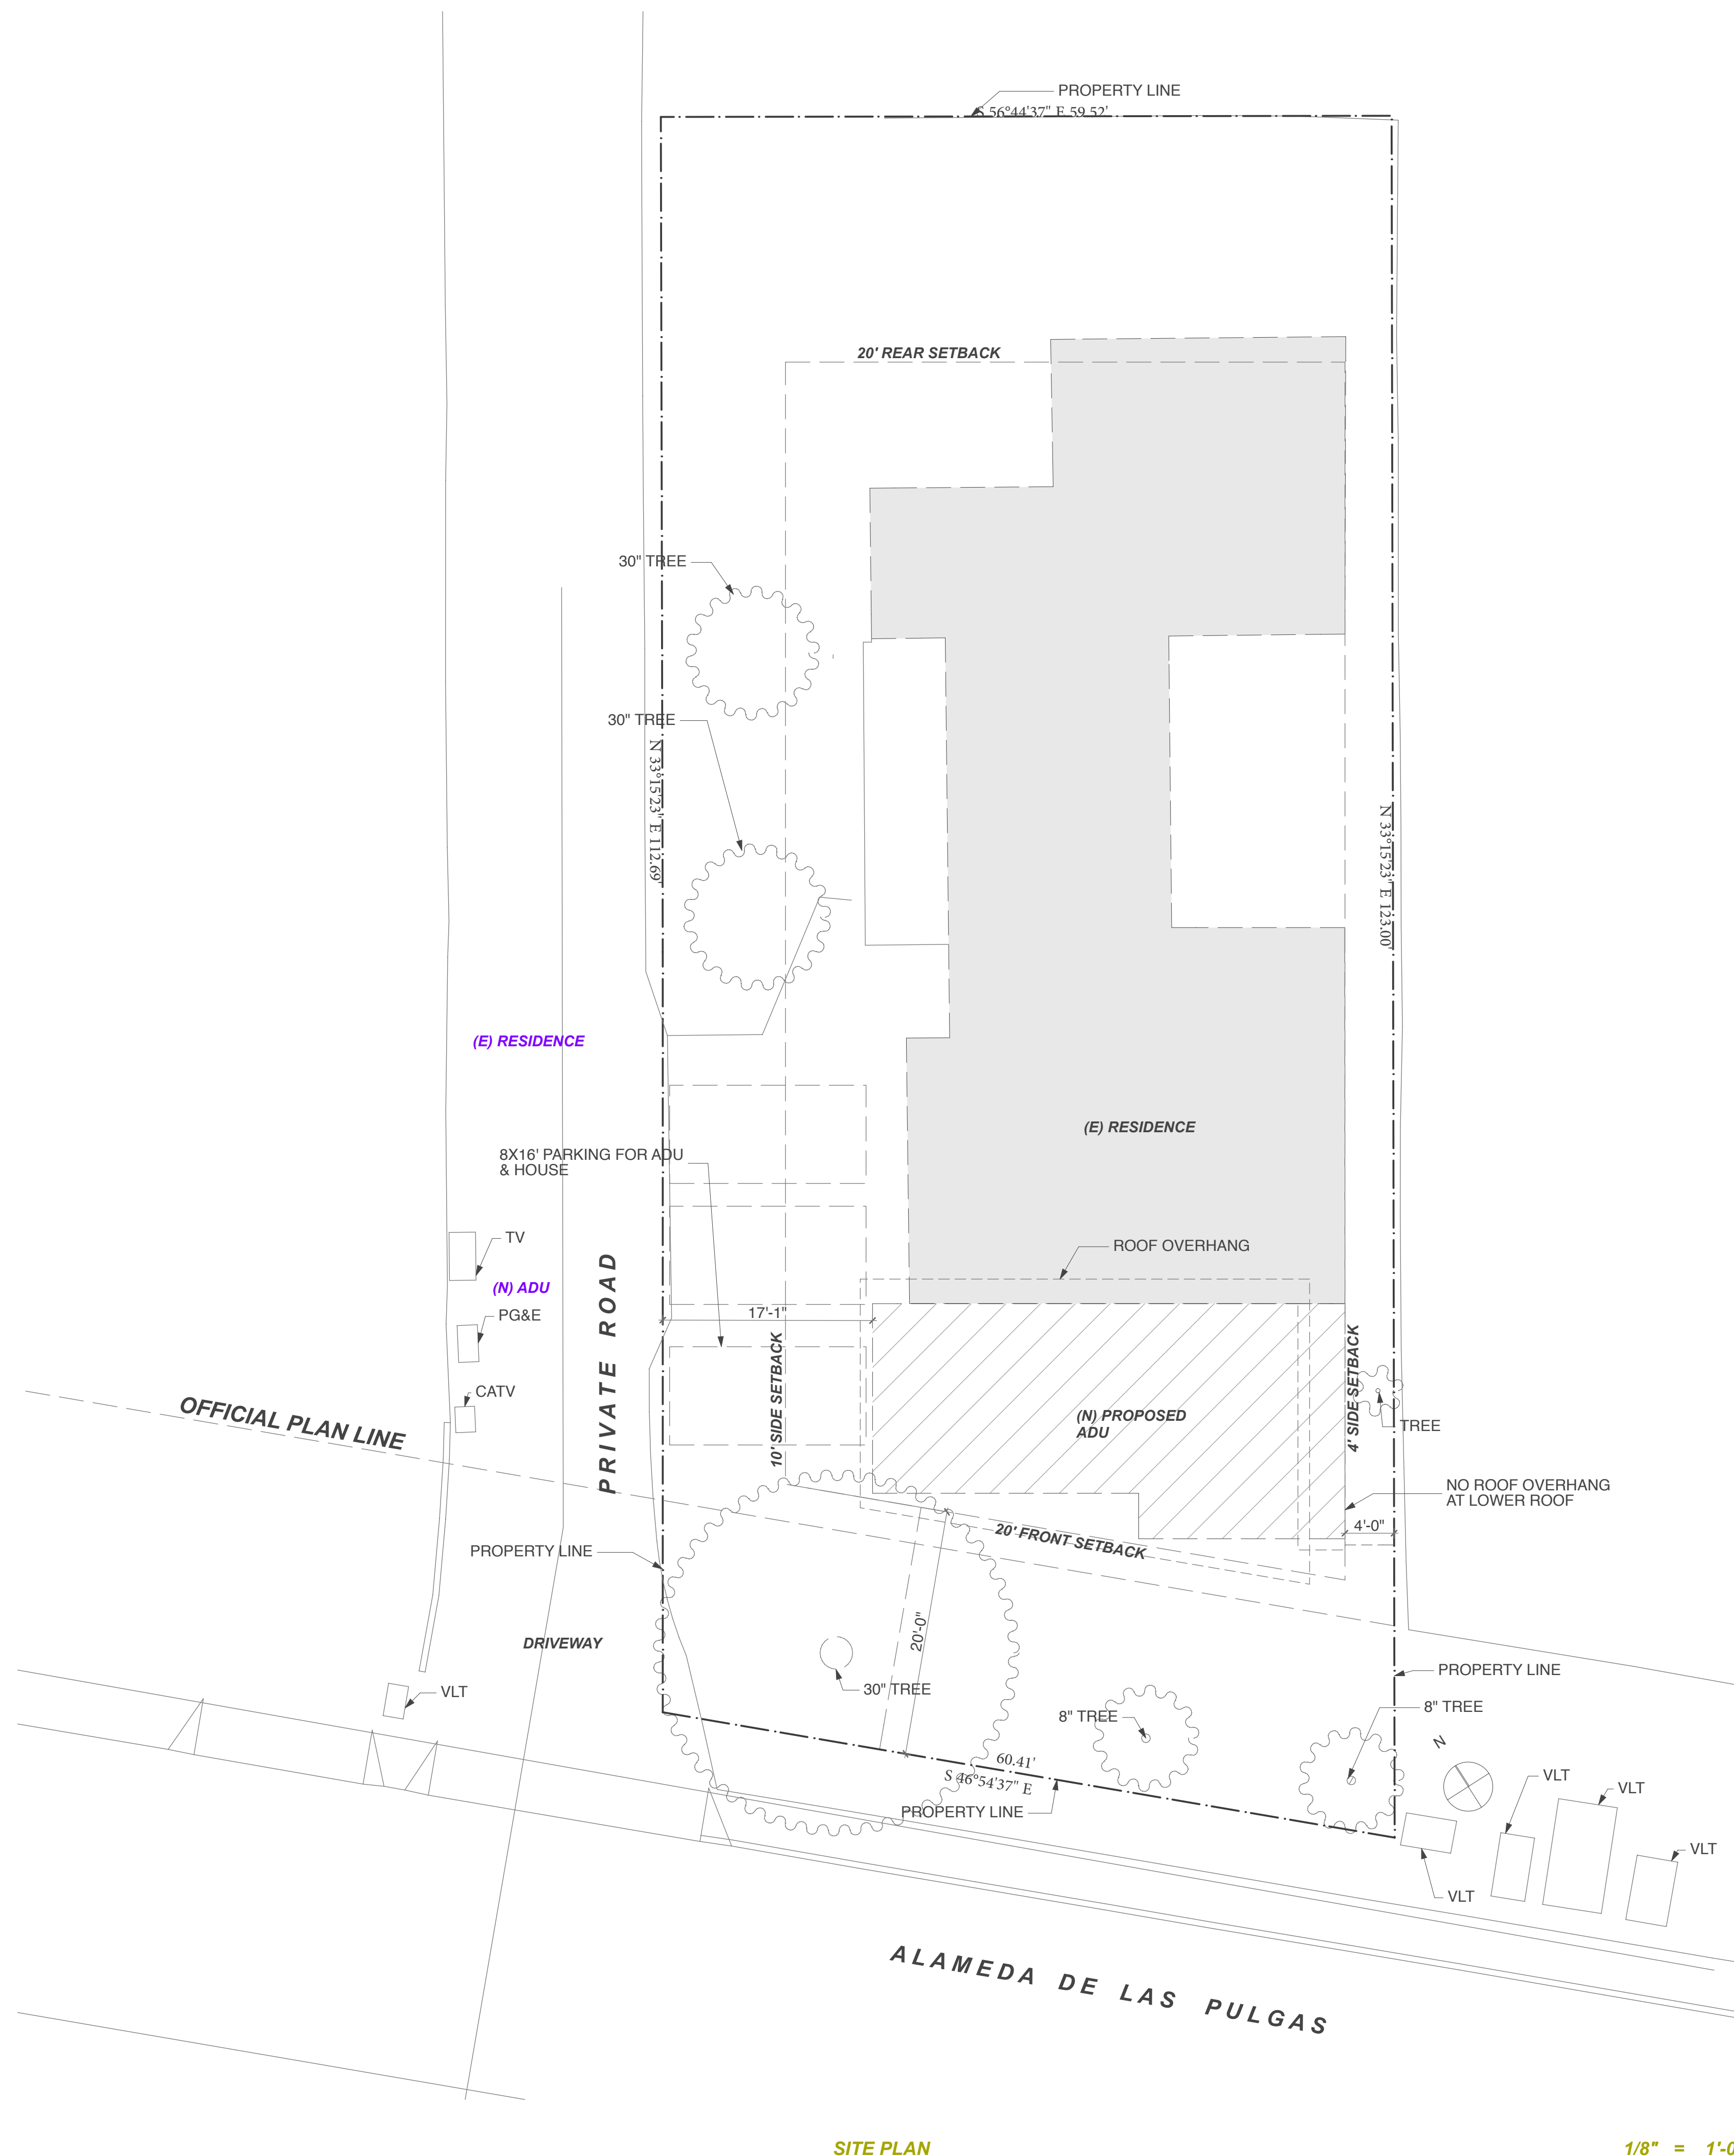 PROPERTY LINE
S 56°44'37" E 59.52'
20' REAR SETBACK
30" TREE
30" TREE
N 33°15'23" E 112.69'
N 33°15'23" E 123.00'
(E) RESIDENCE
(E) RESIDENCE
8X16' PARKING FOR ADU
& HOUSE
TV
ROOF OVERHANG
(N) ADU
PG&E
17'-1"
PRIVATE ROAD
10' SIDE SETBACK
4' SIDE SETBACK
CATV
OFFICIAL PLAN LINE
(N) PROPOSED
ADU
TREE
NO ROOF OVERHANG
AT LOWER ROOF
4'-0"
20' FRONT SETBACK
PROPERTY LINE
20'-0"
DRIVEWAY
PROPERTY LINE
30" TREE
VLT
8" TREE
8" TREE
N
60.41'
S 46°54'37" E
PROPERTY LINE
VLT
VLT
VLT
VLT
ALAMEDA DE LAS PULGAS
SITE PLAN
1/8" = 1'-0